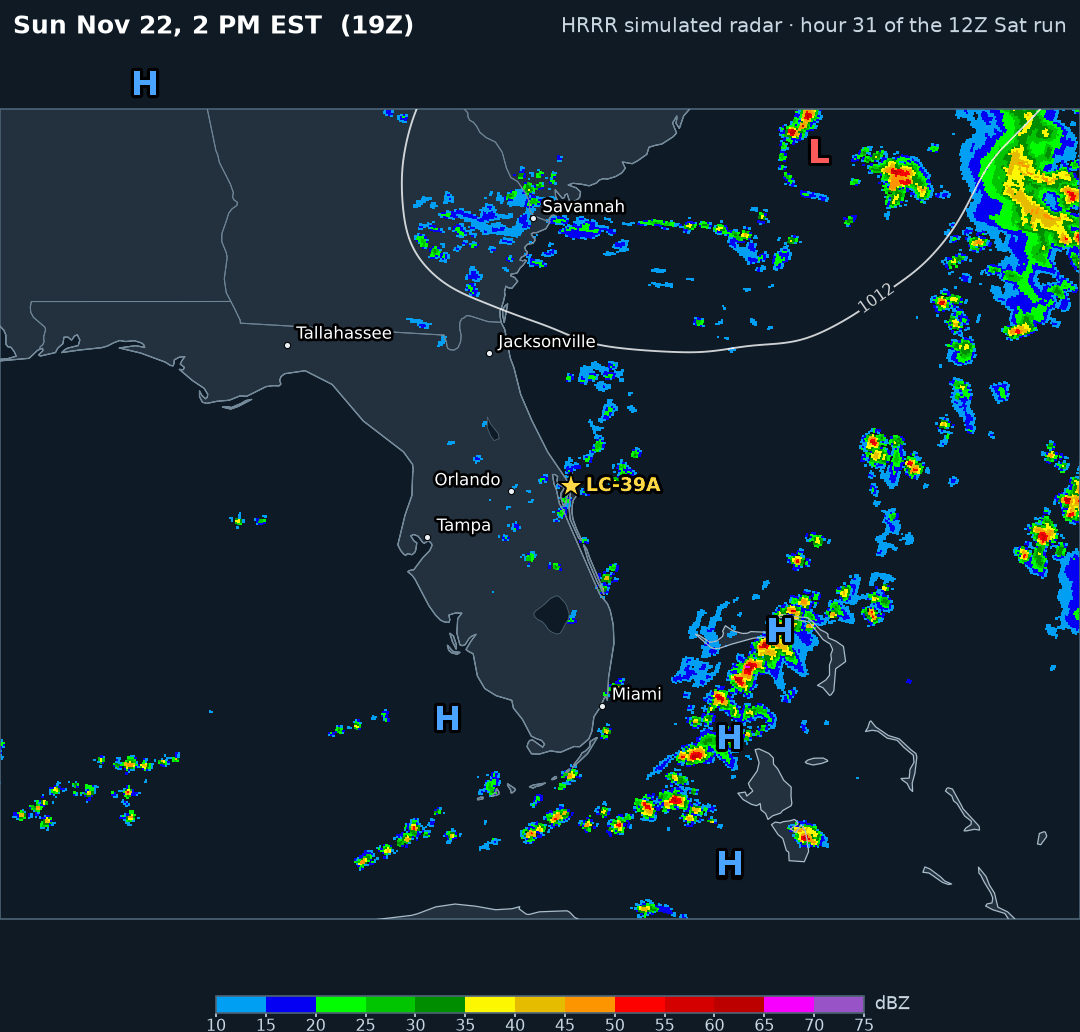 Sun Nov 22, 2 PM EST (19Z)
HRRR simulated radar · hour 31 of the 12Z Sat run
H
L
Savannah
1012
Tallahassee
Jacksonville
Orlando
LC-39A
Tampa
H
Miami
H
H
H
10 15 20 25 30 35 40 45 50 55 60 65 70 75
dBZ